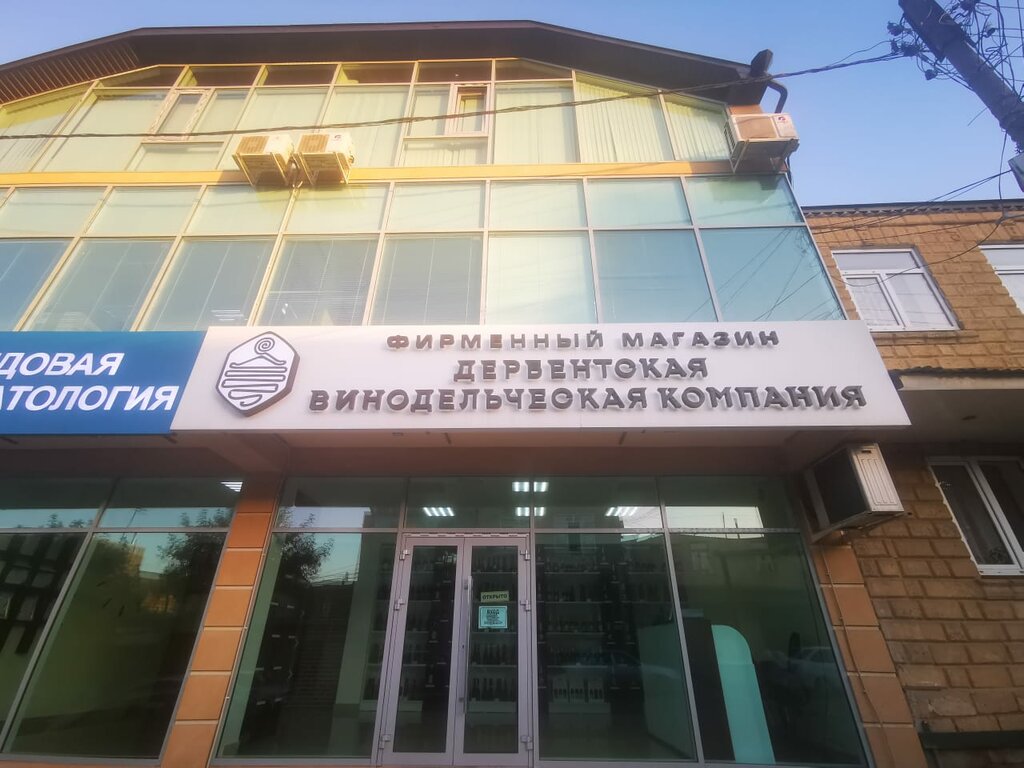 ДОВАЯ
АТОЛОГИЯ
ФИРМЕННЫЙ МАГАЗИН
ДЕРБЕНТСКАЯ
ВИНОДЕЛЬЧЕСКАЯ КОМПАНИЯ
ОТКРЫТО